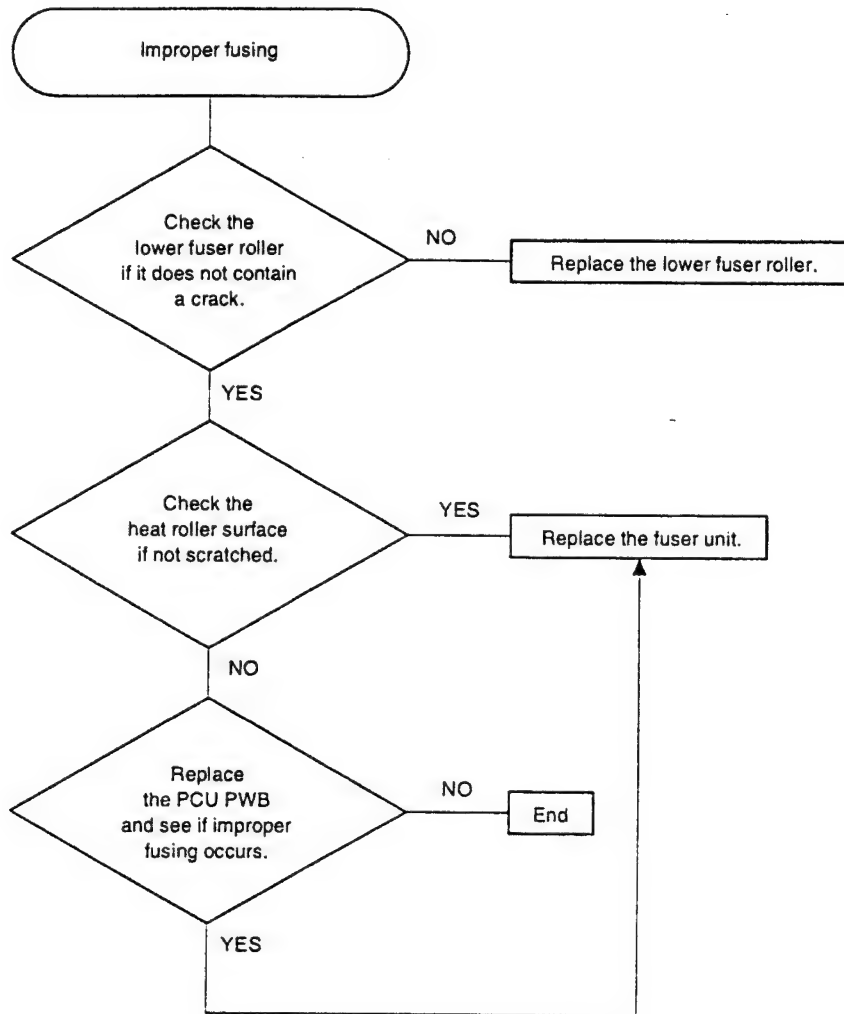 Improper fusing
Check the
lower fuser roller
if it does not contain
a crack.
NO
Replace the lower fuser roller.
YES
Check the
heat roller surface
if not scratched.
YES
Replace the fuser unit.
NO
Replace
the PCU PWB
and see if improper
fusing occurs.
NO
End
YES